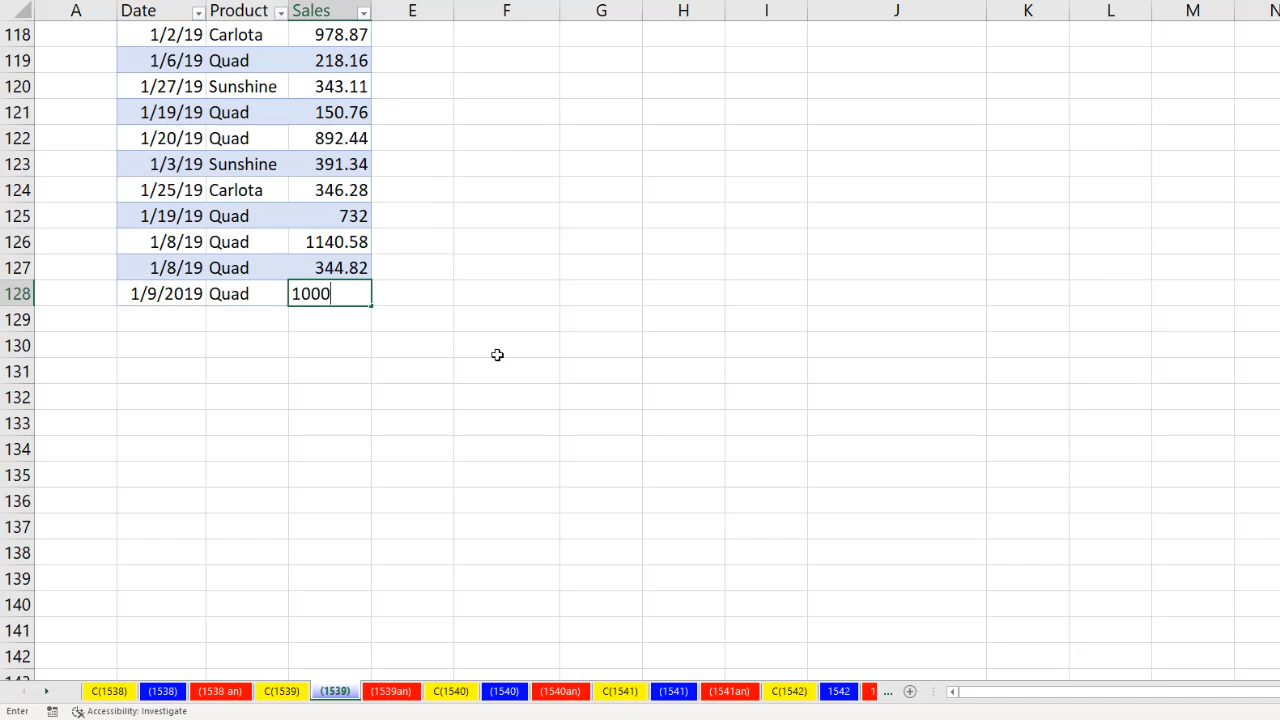 A Date Product Sales E F G H I J K L M N
118 1/2/19 Carlota 978.87
119 1/6/19 Quad 218.16
120 1/27/19 Sunshine 343.11
121 1/19/19 Quad 150.76
122 1/20/19 Quad 892.44
123 1/3/19 Sunshine 391.34
124 1/25/19 Carlota 346.28
125 1/19/19 Quad 732
126 1/8/19 Quad 1140.58
127 1/8/19 Quad 344.82
128 1/9/2019 Quad 1000
129
130
131
132
133
134
135
136
137
138
139
140
141
142
C(1538) (1538) (1538 an) C(1539) (1539) (1539an) C(1540) (1540) (1540an) C(1541) (1541) (1541an) C(1542) 1542 1 ...
Enter Accessibility: Investigate